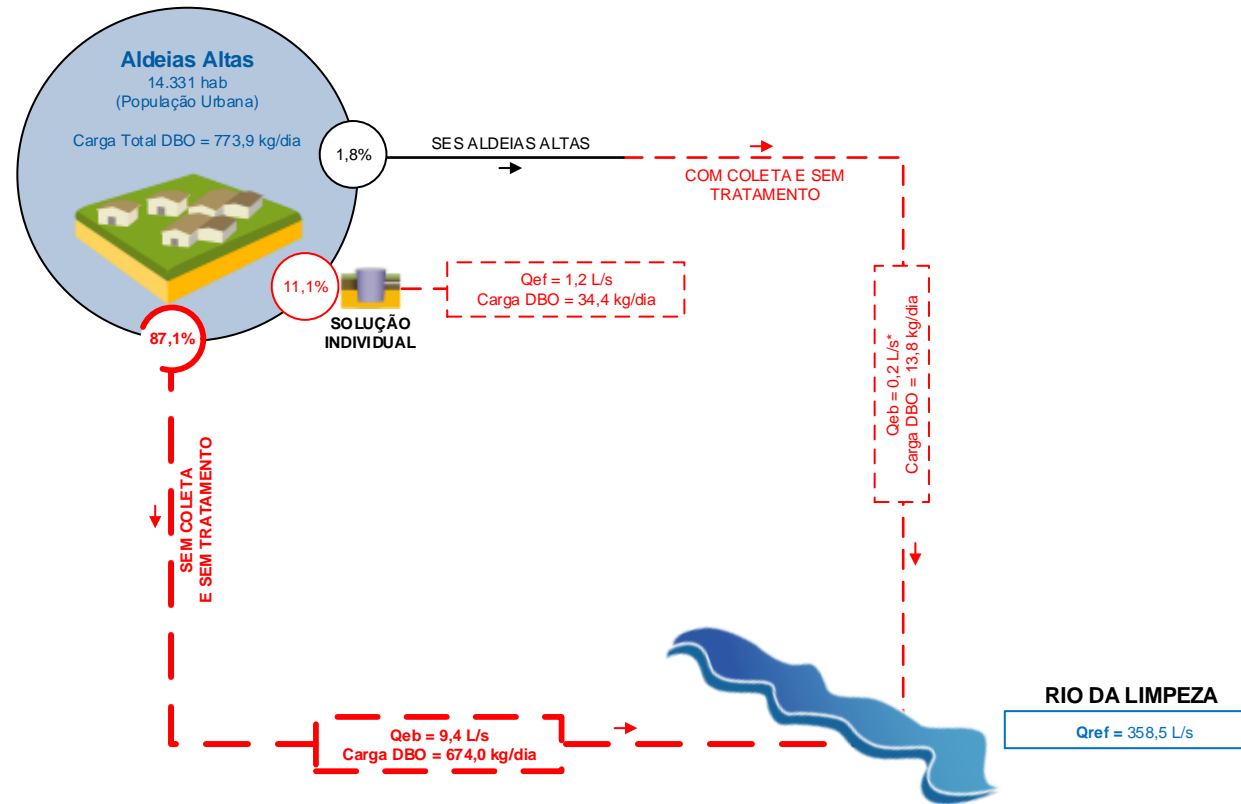 Aldeias Altas
14.331 hab
(População Urbana)
Carga Total DBO = 773,9 kg/dia
1,8%
SES ALDEIAS ALTAS
COM COLETA E SEM
TRATAMENTO
11,1%
SOLUÇÃO
INDIVIDUAL
Qef = 1,2 L/s
Carga DBO = 34,4 kg/dia
87,1%
Qeb = 0,2 L/s*
Carga DBO = 13,8 kg/dia
SEM COLETA
E SEM TRATAMENTO
Qeb = 9,4 L/s
Carga DBO = 674,0 kg/dia
RIO DA LIMPEZA
Qref = 358,5 L/s